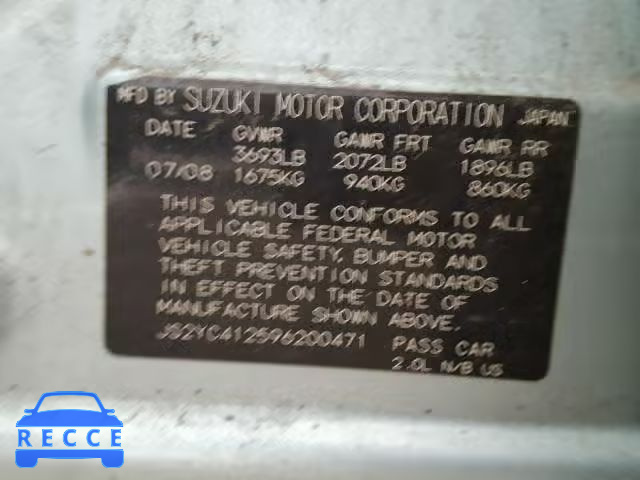 MFD BY SUZUKI MOTOR CORPORATION JAPAN
DATE GVWR GAWR FRT GAWR RR
3693LB 2072LB 1896LB
07/08 1675KG 940KG 860KG
THIS VEHICLE CONFORMS TO ALL
APPLICABLE FEDERAL MOTOR
VEHICLE SAFETY, BUMPER AND
THEFT PREVENTION STANDARDS
IN EFFECT ON THE DATE OF
MANUFACTURE SHOWN ABOVE.
JS2YC412596200471 PASS CAR
2.0L N/B US
RECCE